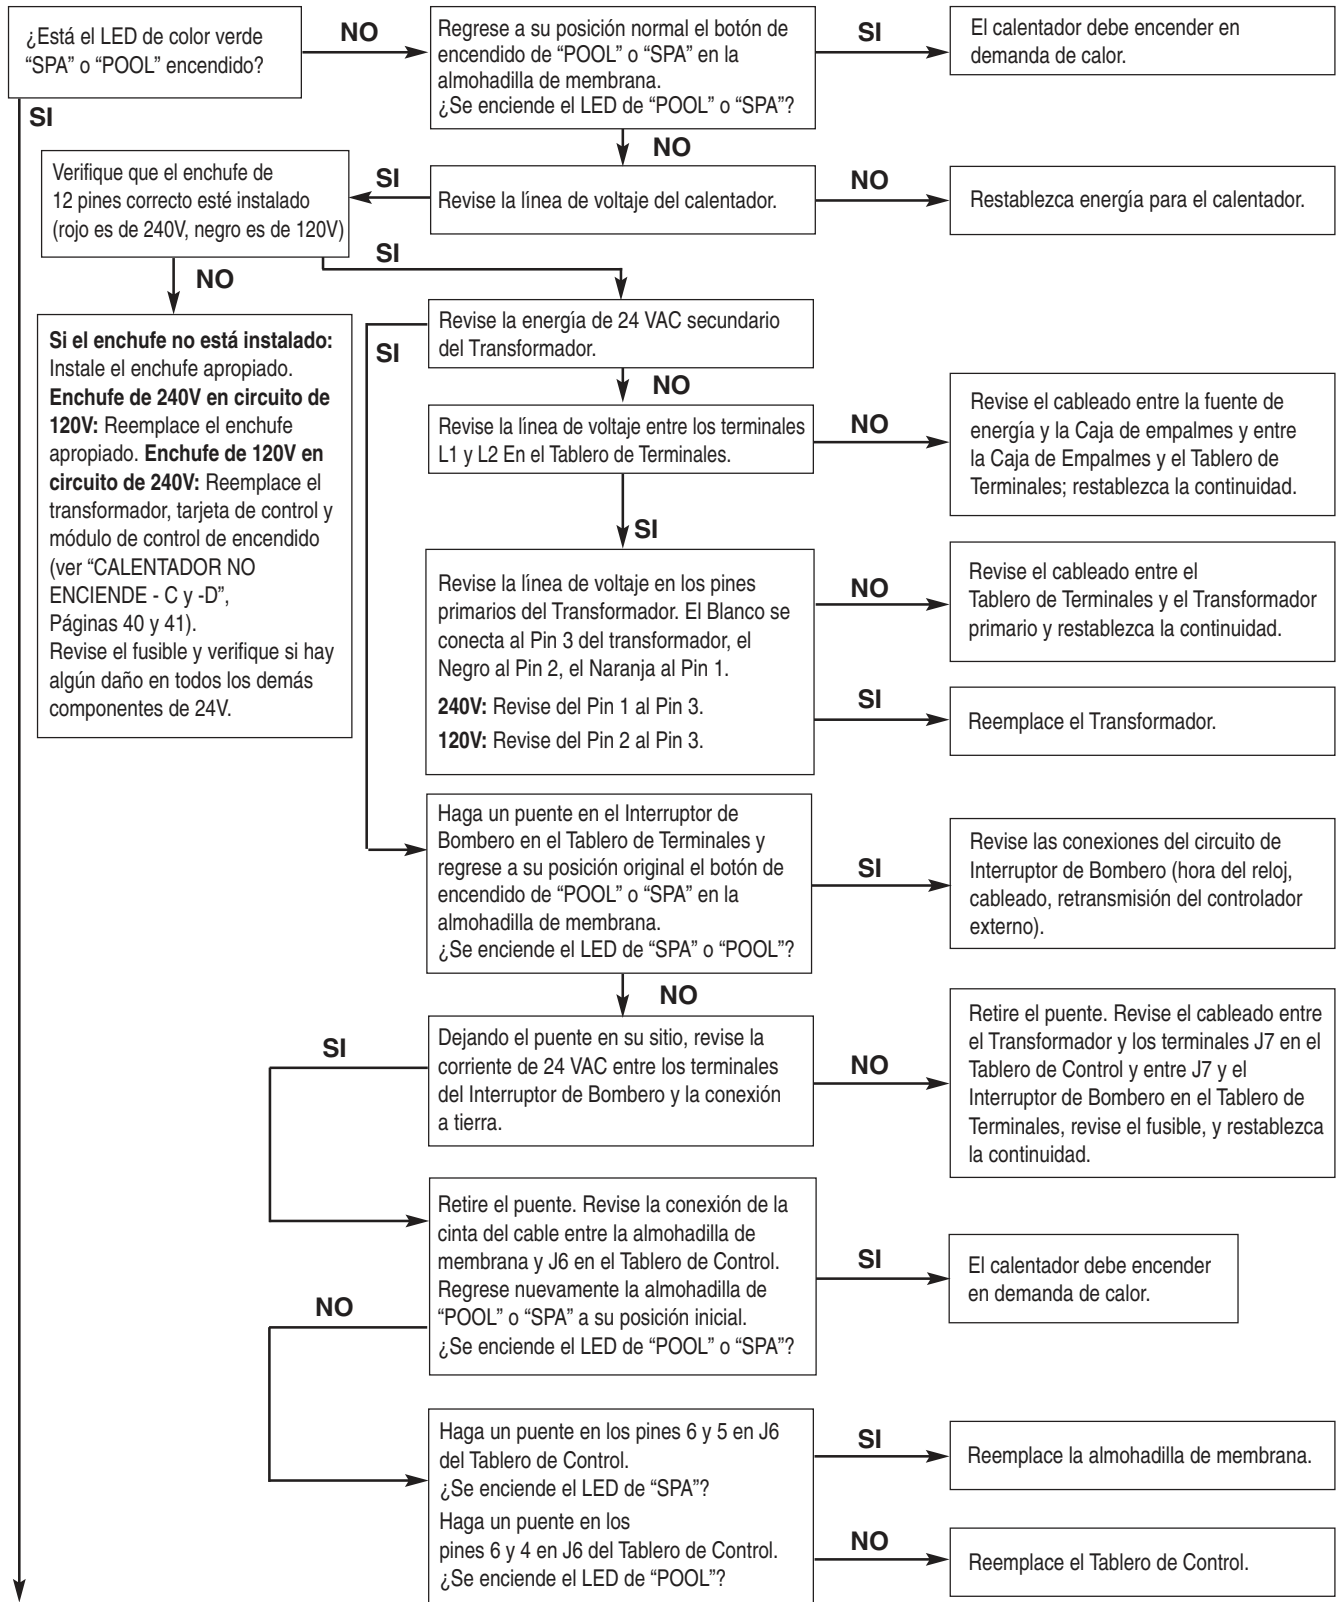 ¿Está el LED de color verde
“SPA” o “POOL” encendido?
NO
Regrese a su posición normal el botón de
encendido de “POOL” o “SPA” en la
almohadilla de membrana.
¿Se enciende el LED de “POOL” o “SPA”?
SI
El calentador debe encender en
demanda de calor.
SI
NO
Verifique que el enchufe de
12 pines correcto esté instalado
(rojo es de 240V, negro es de 120V)
SI
Revise la línea de voltaje del calentador.
NO
Restablezca energía para el calentador.
SI
NO
Si el enchufe no está instalado:
Instale el enchufe apropiado.
Enchufe de 240V en circuito de
120V: Reemplace el enchufe
apropiado. Enchufe de 120V en
circuito de 240V: Reemplace el
transformador, tarjeta de control y
módulo de control de encendido
(ver “CALENTADOR NO
ENCIENDE - C y -D”,
Páginas 40 y 41).
Revise el fusible y verifique si hay
algún daño en todos los demás
componentes de 24V.
SI
Revise la energía de 24 VAC secundario
del Transformador.
NO
Revise la línea de voltaje entre los terminales
L1 y L2 En el Tablero de Terminales.
NO
Revise el cableado entre la fuente de
energía y la Caja de empalmes y entre
la Caja de Empalmes y el Tablero de
Terminales; restablezca la continuidad.
SI
Revise la línea de voltaje en los pines
primarios del Transformador. El Blanco se
conecta al Pin 3 del transformador, el
Negro al Pin 2, el Naranja al Pin 1.
240V: Revise del Pin 1 al Pin 3.
120V: Revise del Pin 2 al Pin 3.
NO
Revise el cableado entre el
Tablero de Terminales y el Transformador
primario y restablezca la continuidad.
SI
Reemplace el Transformador.
Haga un puente en el Interruptor de
Bombero en el Tablero de Terminales y
regrese a su posición original el botón de
encendido de “POOL” o “SPA” en la
almohadilla de membrana.
¿Se enciende el LED de “SPA” o “POOL”?
SI
Revise las conexiones del circuito de
Interruptor de Bombero (hora del reloj,
cableado, retransmisión del controlador
externo).
NO
SI
Dejando el puente en su sitio, revise la
corriente de 24 VAC entre los terminales
del Interruptor de Bombero y la conexión
a tierra.
NO
Retire el puente. Revise el cableado entre
el Transformador y los terminales J7 en el
Tablero de Control y entre J7 y el
Interruptor de Bombero en el Tablero de
Terminales, revise el fusible, y restablezca
la continuidad.
NO
Retire el puente. Revise la conexión de la
cinta del cable entre la almohadilla de
membrana y J6 en el Tablero de Control.
Regrese nuevamente la almohadilla de
“POOL” o “SPA” a su posición inicial.
¿Se enciende el LED de “POOL” o “SPA”?
SI
El calentador debe encender
en demanda de calor.
Haga un puente en los pines 6 y 5 en J6
del Tablero de Control.
¿Se enciende el LED de “SPA”?
Haga un puente en los
pines 6 y 4 en J6 del Tablero de Control.
¿Se enciende el LED de “POOL”?
SI
Reemplace la almohadilla de membrana.
NO
Reemplace el Tablero de Control.